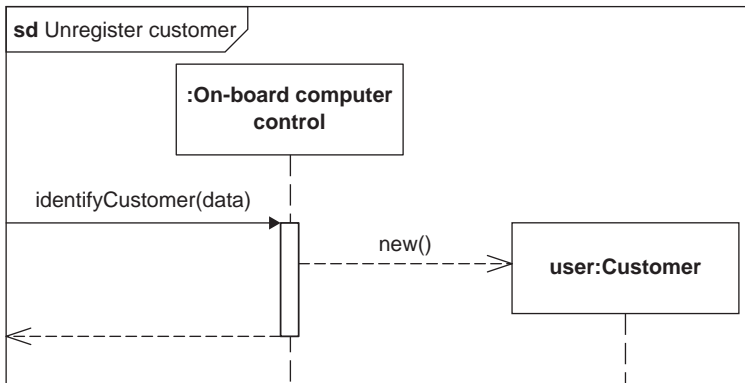 sd Unregister customer
:On-board computer
control
identifyCustomer(data)
new()
user:Customer